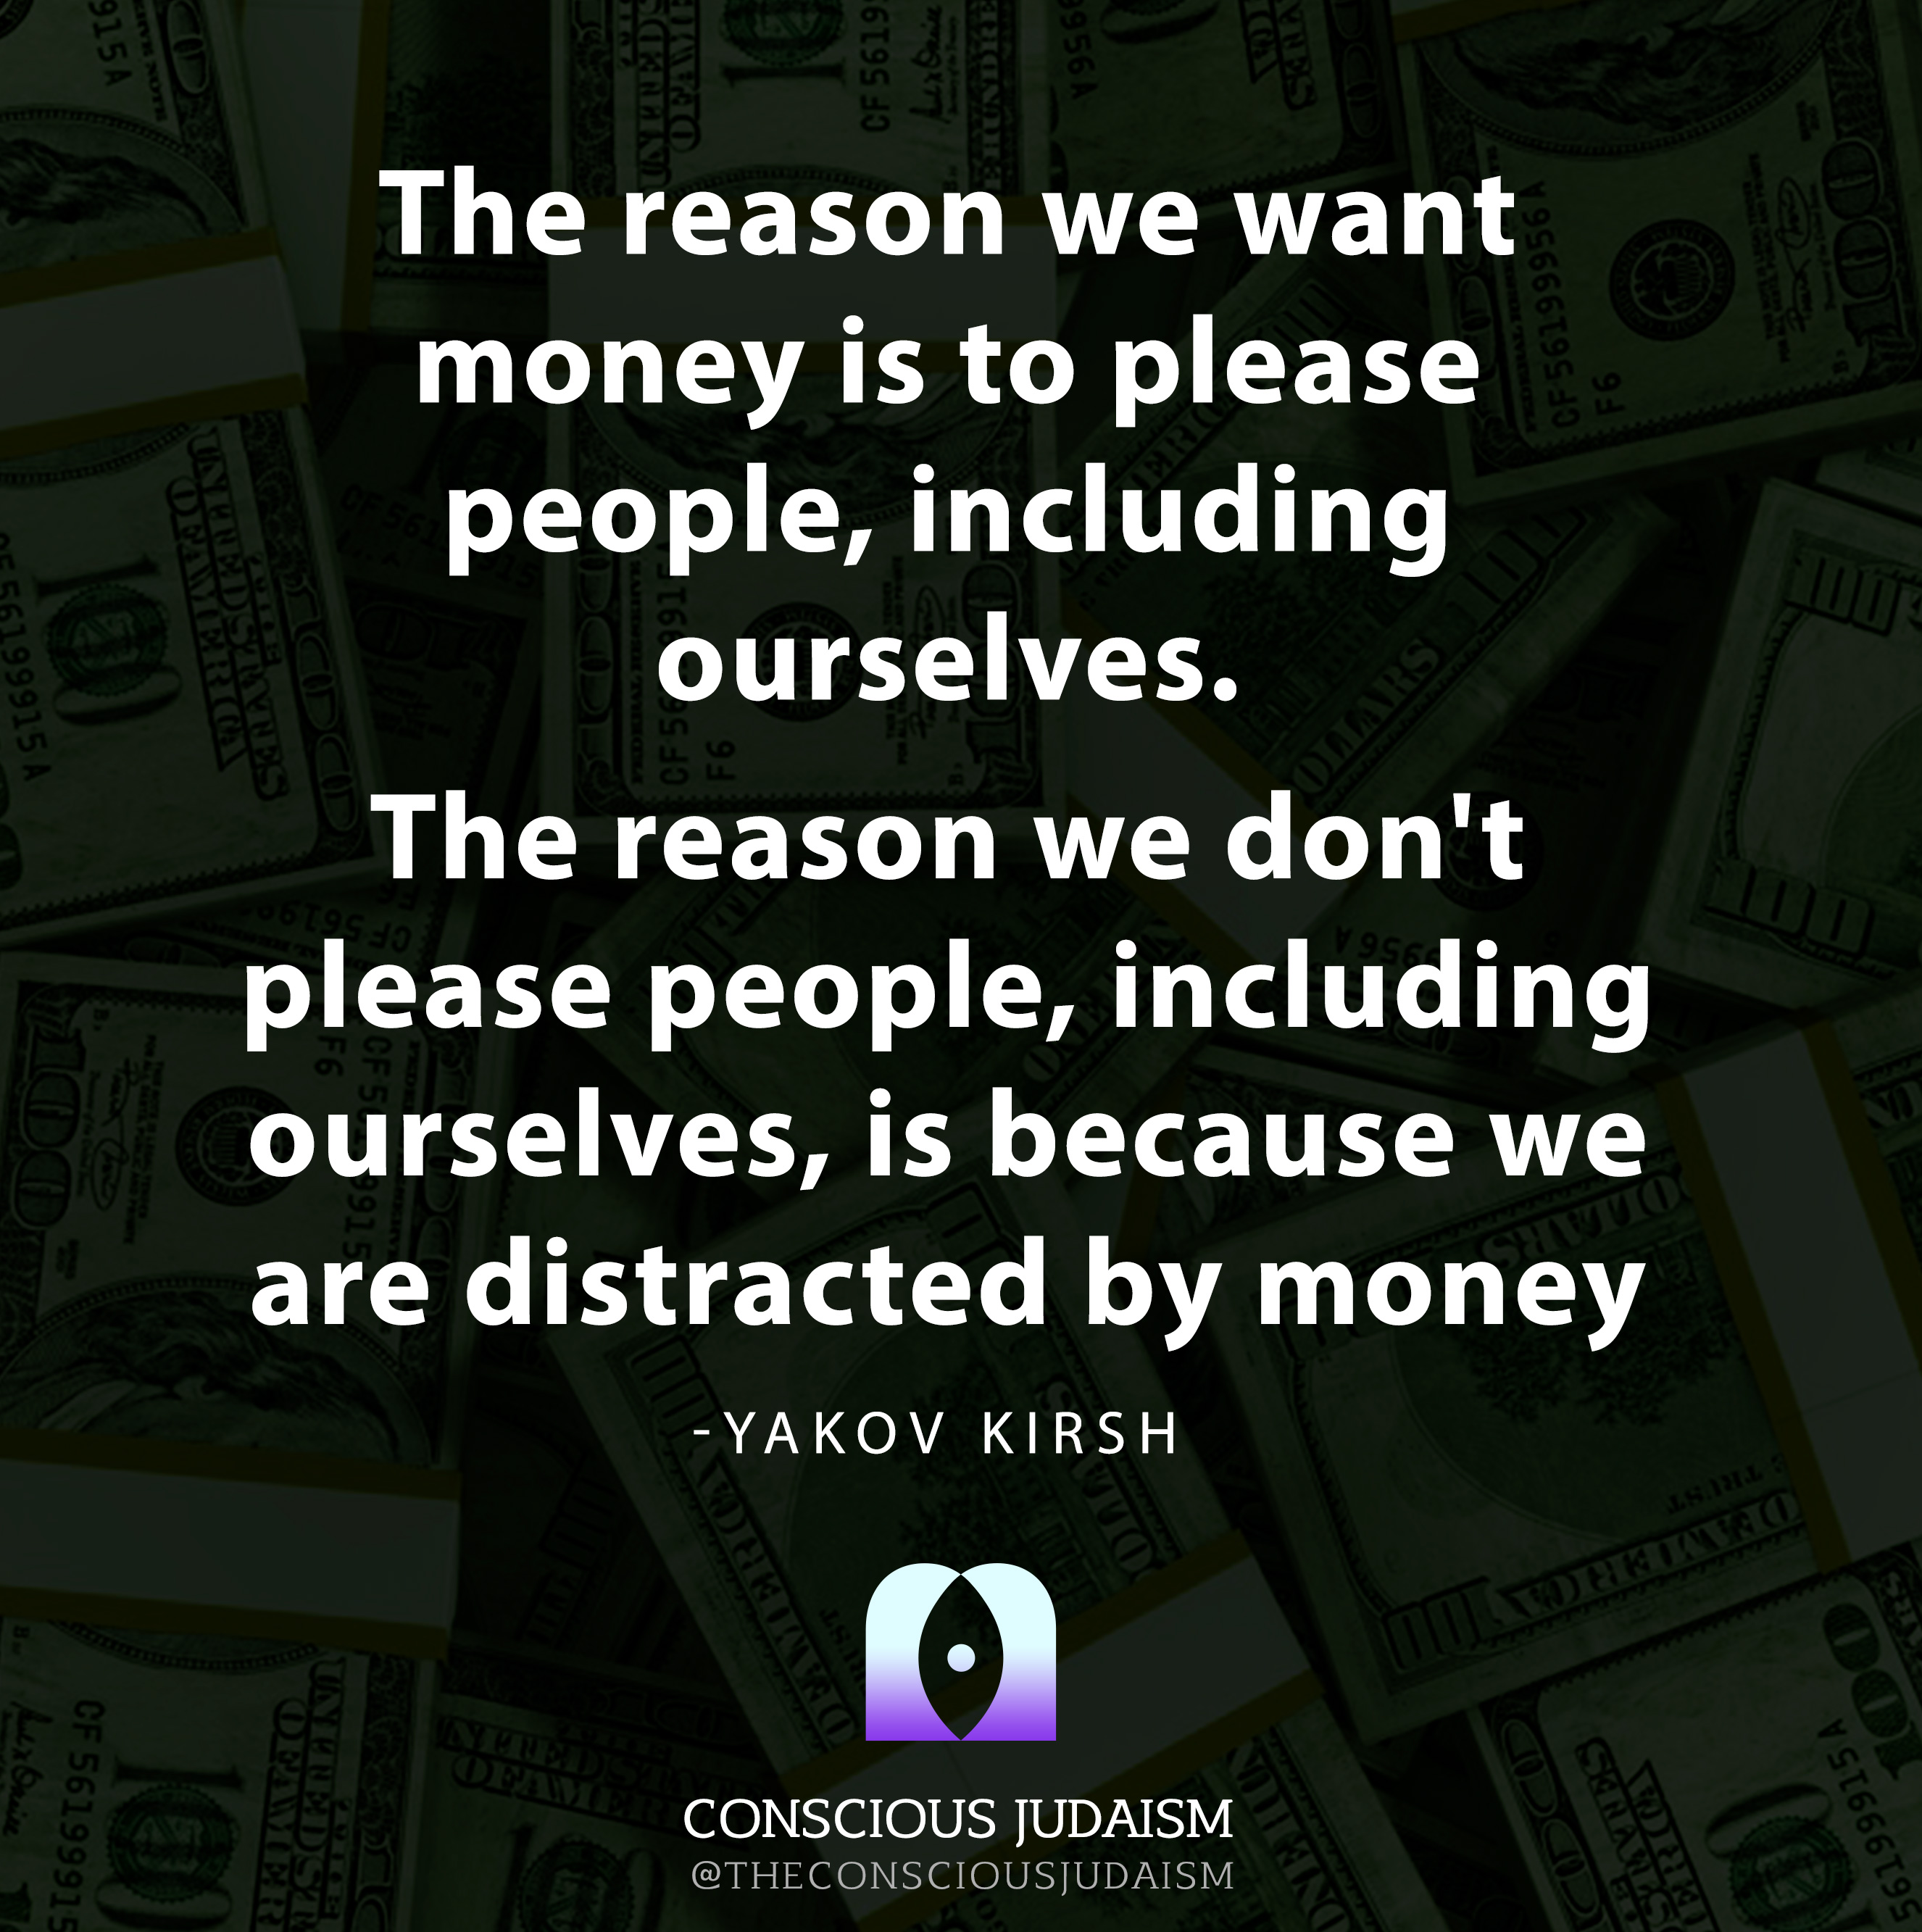 The reason we want
money is to please
people, including
ourselves.
The reason we don't
please people, including
ourselves, is because we
are distracted by money
-YAKOV KIRSH
CONSCIOUS JUDAISM
@THECONSCIOUSJUDAISM